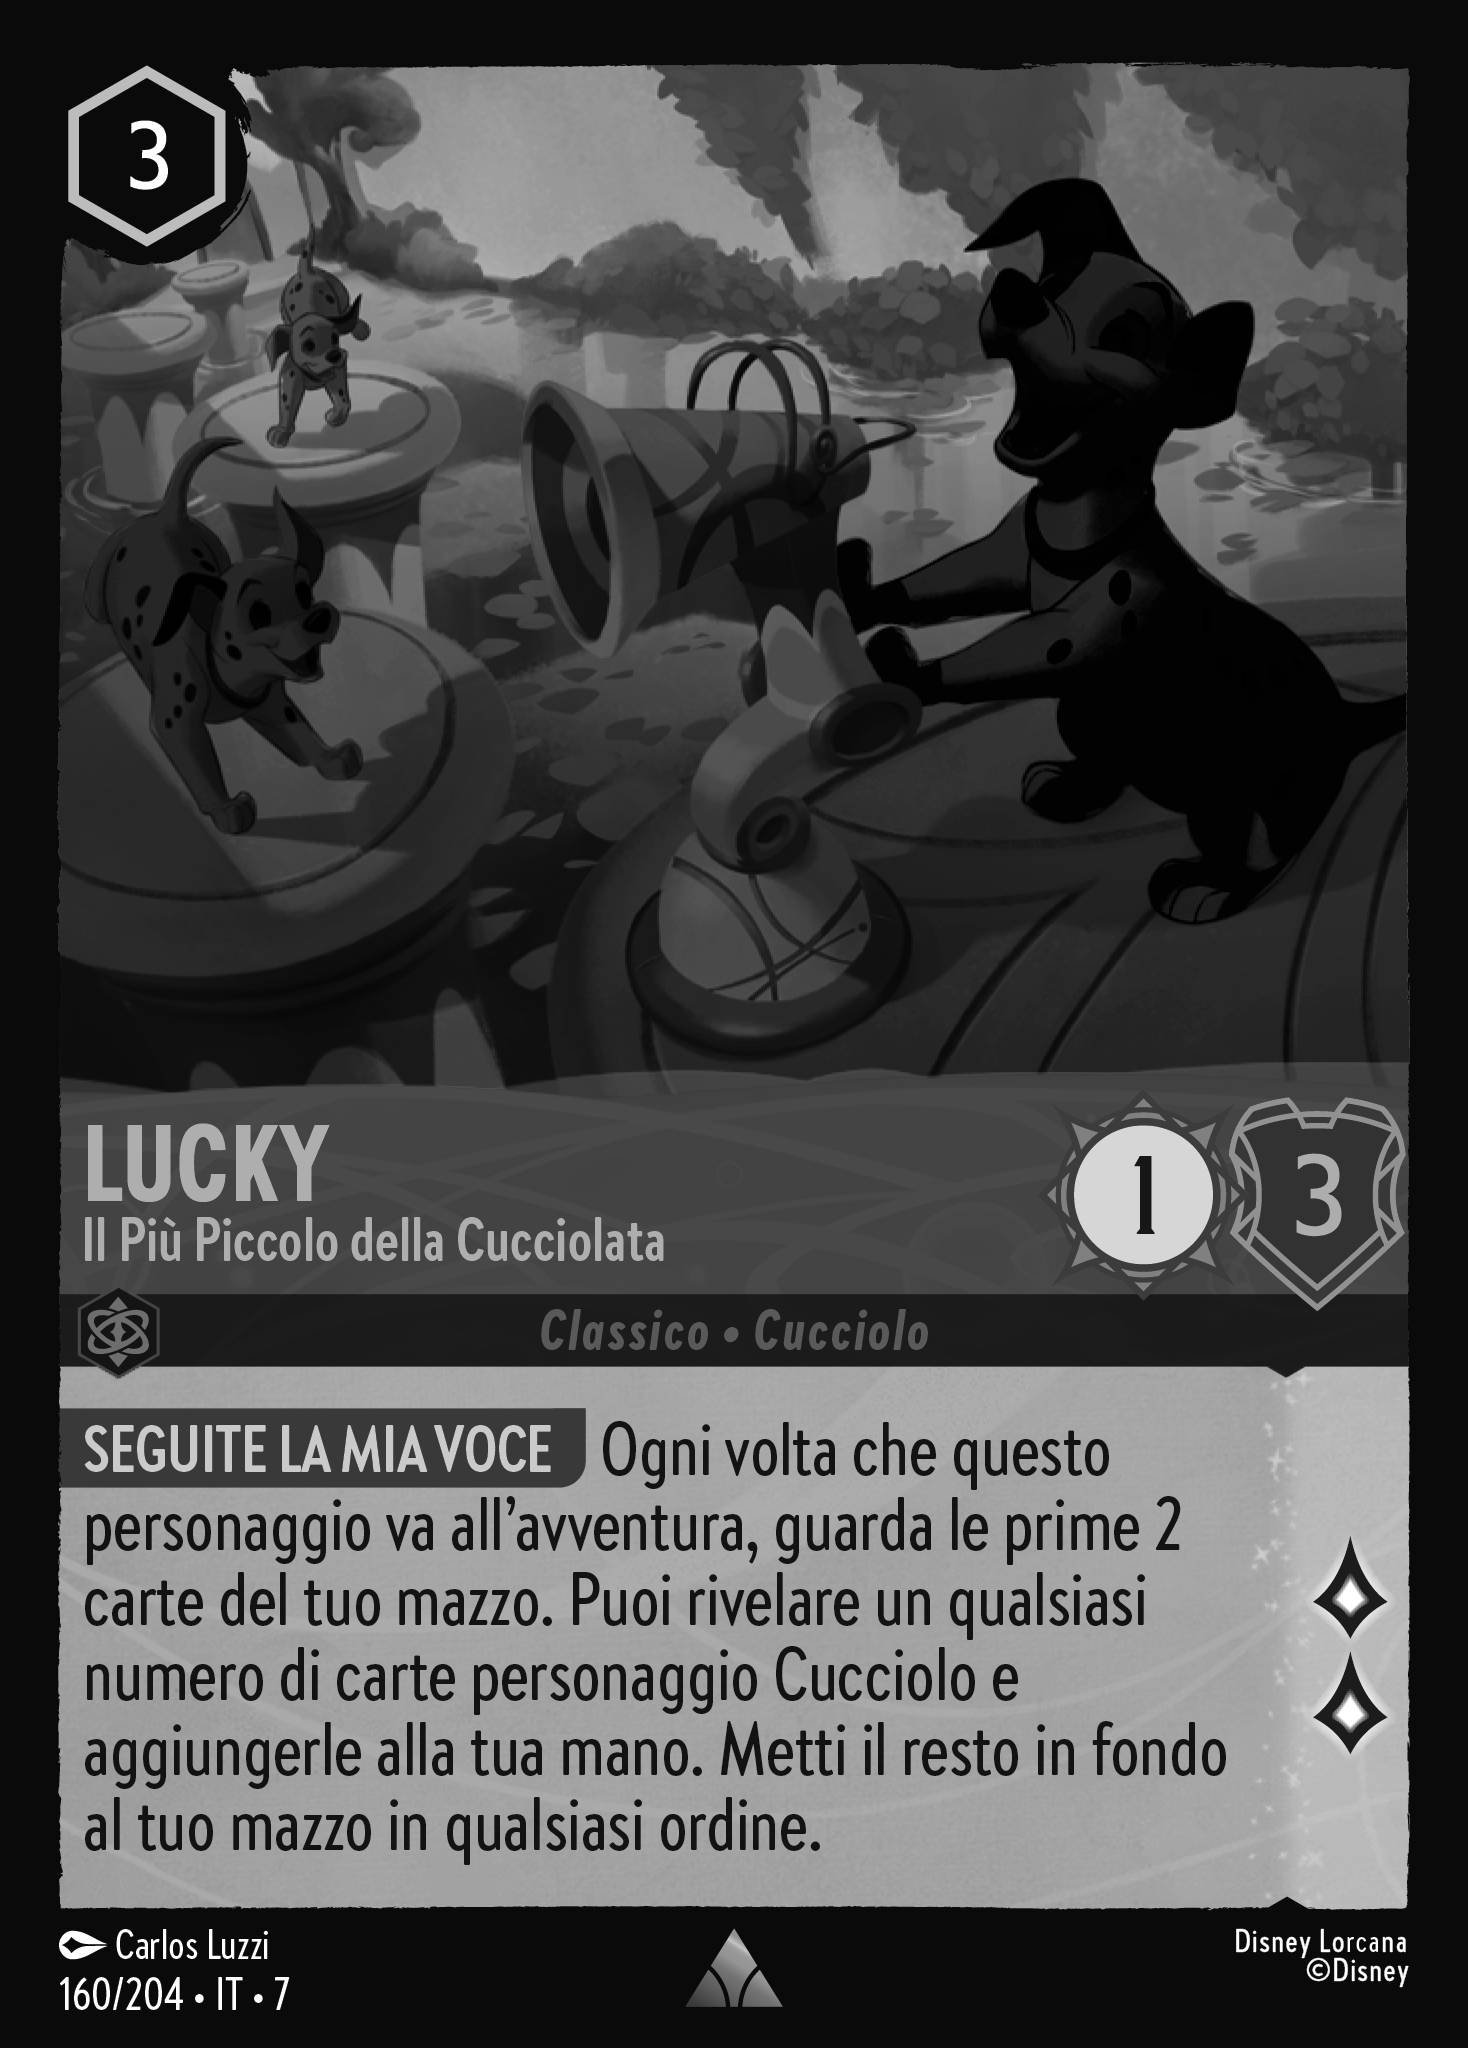 3
LUCKY
Il Più Piccolo della Cucciolata
1
3
Classico • Cucciolo
SEGUITE LA MIA VOCE Ogni volta che questo
personaggio va all’avventura, guarda le prime 2
carte del tuo mazzo. Puoi rivelare un qualsiasi
numero di carte personaggio Cucciolo e
aggiungerle alla tua mano. Metti il resto in fondo
al tuo mazzo in qualsiasi ordine.
Carlos Luzzi
160/204 • IT • 7
Disney Lorcana
©Disney